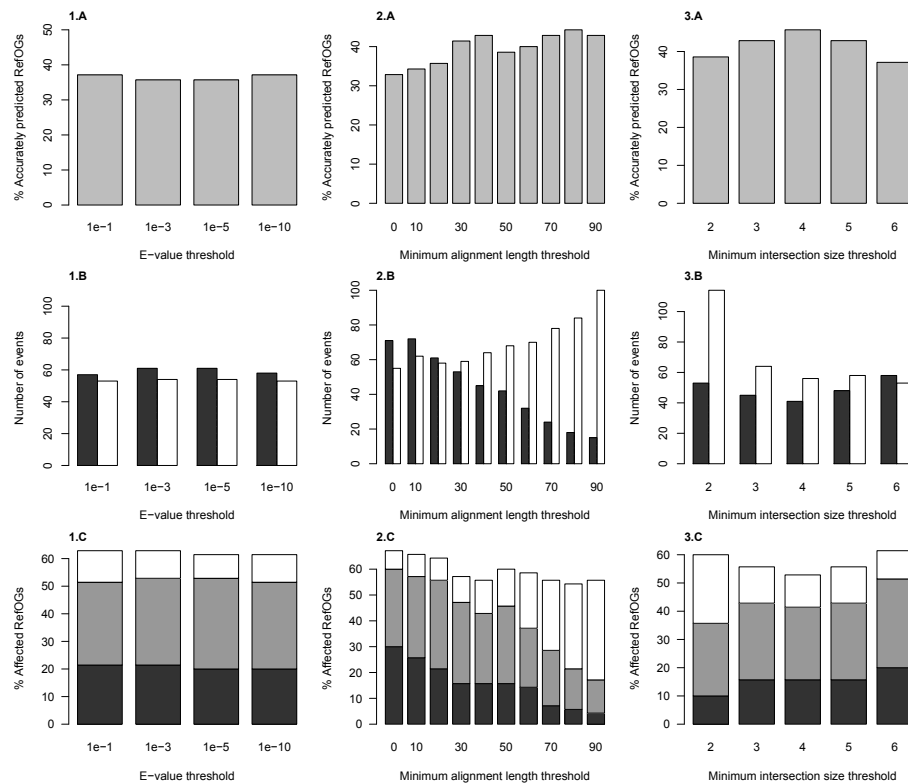 1.A
% Accurately predicted RefOGs
0 10 20 30 40 50
1e−1 1e−3 1e−5 1e−10
E−value threshold
2.A
% Accurately predicted RefOGs
0 10 20 30 40
0 10 30 50 70 90
Minimum alignment length threshold
3.A
% Accurately predicted RefOGs
0 10 20 30 40
2 3 4 5 6
Minimum intersection size threshold
1.B
Number of events
0 20 40 60 80 100
1e−1 1e−3 1e−5 1e−10
E−value threshold
2.B
Number of events
0 20 40 60 80 100
0 10 30 50 70 90
Minimum alignment length threshold
3.B
Number of events
0 20 40 60 80 100
2 3 4 5 6
Minimum intersection size threshold
1.C
% Affected RefOGs
0 10 20 30 40 50 60
1e−1 1e−3 1e−5 1e−10
E−value threshold
2.C
% Affected RefOGs
0 10 20 30 40 50 60
0 10 30 50 70 90
Minimum alignment length threshold
3.C
% Affected RefOGs
0 10 20 30 40 50 60
2 3 4 5 6
Minimum intersection size threshold